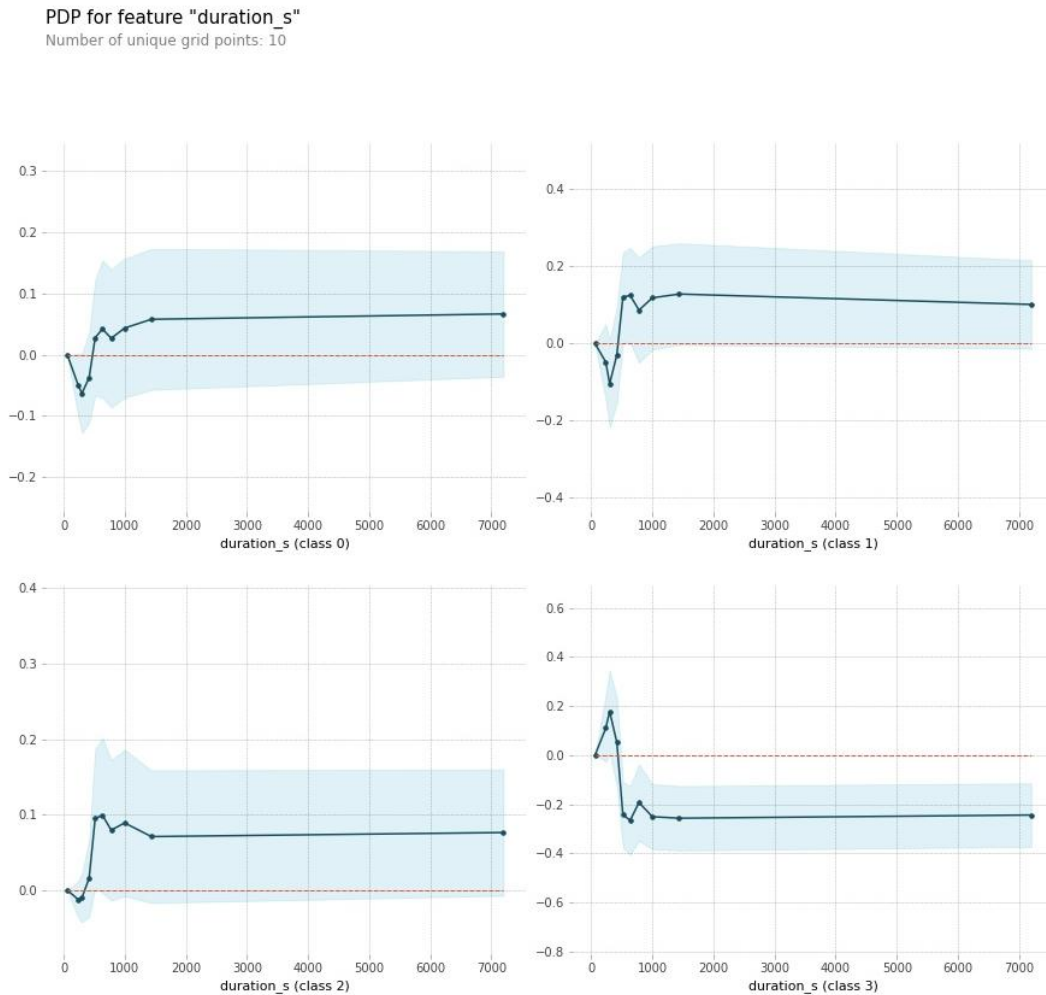 PDP for feature "duration_s"
Number of unique grid points: 10
0.3
0.2
0.1
0.0
−0.1
−0.2
0 1000 2000 3000 4000 5000 6000 7000
duration_s (class 0)
0.4
0.2
0.0
−0.2
−0.4
0 1000 2000 3000 4000 5000 6000 7000
duration_s (class 1)
0.4
0.3
0.2
0.1
0.0
0 1000 2000 3000 4000 5000 6000 7000
duration_s (class 2)
0.6
0.4
0.2
0.0
−0.2
−0.4
−0.6
−0.8
0 1000 2000 3000 4000 5000 6000 7000
duration_s (class 3)